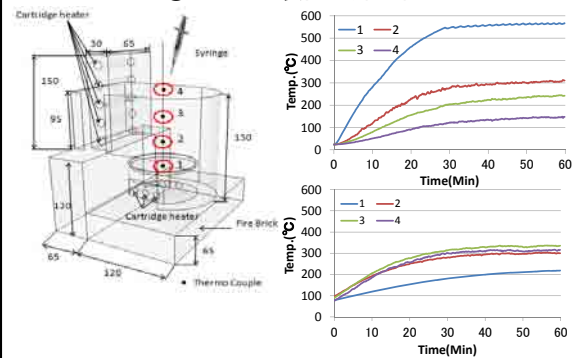 Cartridge heater
30
65
Syringe
150
95
4
3
2
1
150
120
Cartridge heater
Fire Brick
65
65
120
• Thermo Couple
Temp.(℃)
600
500
400
300
200
100
0
1 2
3 4
0 10 20 30 40 50 60
Time(Min)
Temp.(℃)
600
500
400
300
200
100
0
1 2
3 4
0 10 20 30 40 50 60
Time(Min)